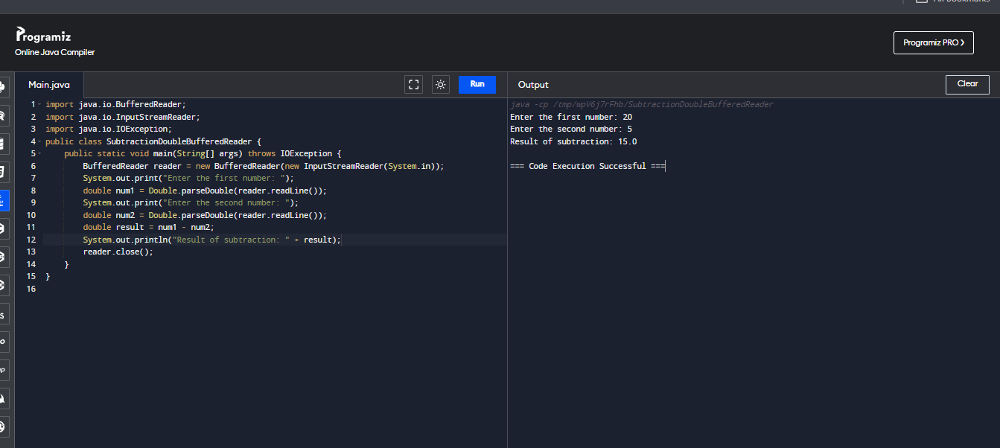 Programiz
Online Java Compiler
Programiz PRO ❯
Main.java
Run
Output
Clear
1 import java.io.BufferedReader;
2 import java.io.InputStreamReader;
3 import java.io.IOException;
4 public class SubtractionDoubleBufferedReader {
5     public static void main(String[] args) throws IOException {
6         BufferedReader reader = new BufferedReader(new InputStreamReader(System.in));
7         System.out.print("Enter the first number: ");
8         double num1 = Double.parseDouble(reader.readLine());
9         System.out.print("Enter the second number: ");
10         double num2 = Double.parseDouble(reader.readLine());
11         double result = num1 - num2;
12         System.out.println("Result of subtraction: " + result);
13         reader.close();
14     }
15 }
16
java -cp /tmp/wpV6j7rFhb/SubtractionDoubleBufferedReader
Enter the first number: 20
Enter the second number: 5
Result of subtraction: 15.0
=== Code Execution Successful ===